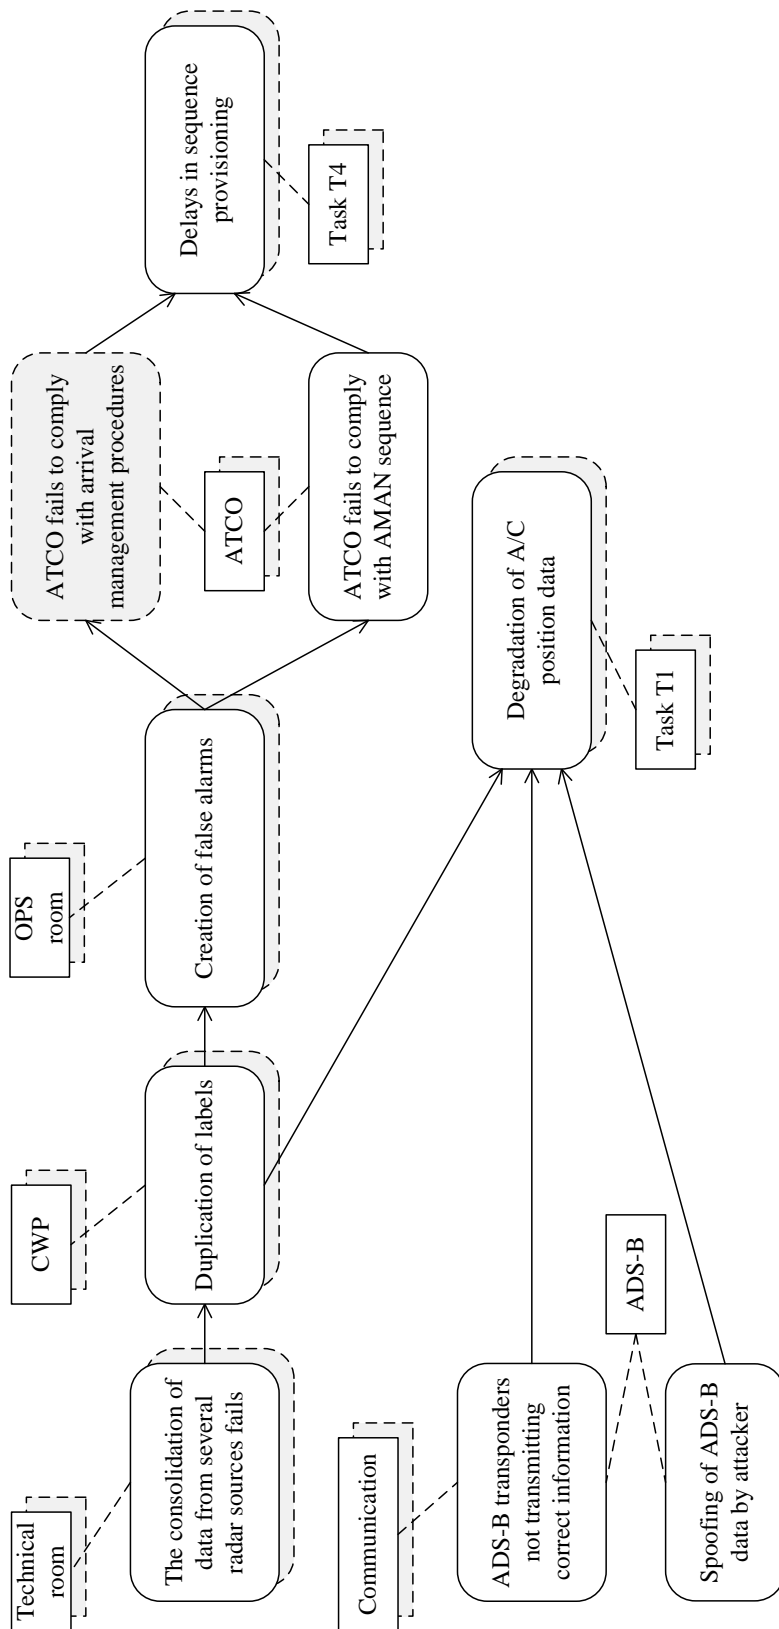 Technical
room
CWP
OPS
room
The consolidation of
data from several
radar sources fails
Duplication of labels
Creation of false alarms
ATCO fails to comply
with arrival
management procedures
ATCO
ATCO fails to comply
with AMAN sequence
Delays in sequence
provisioning
Task T4
Communication
ADS-B transponders
not transmitting
correct information
ADS-B
Spoofing of ADS-B
data by attacker
Degradation of A/C
position data
Task T1